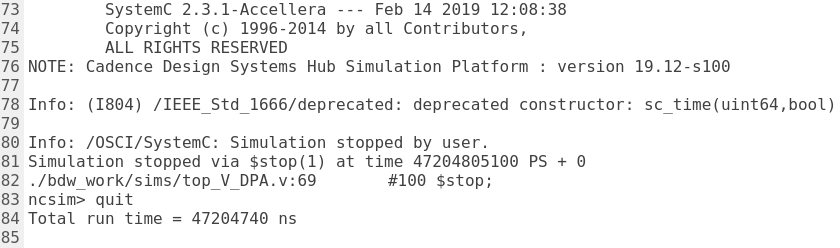 73         SystemC 2.3.1-Accellera --- Feb 14 2019 12:08:38
74         Copyright (c) 1996-2014 by all Contributors,
75         ALL RIGHTS RESERVED
76 NOTE: Cadence Design Systems Hub Simulation Platform : version 19.12-s100
77
78 Info: (I804) /IEEE_Std_1666/deprecated: deprecated constructor: sc_time(uint64,bool)
79
80 Info: /OSCI/SystemC: Simulation stopped by user.
81 Simulation stopped via $stop(1) at time 47204805100 PS + 0
82 ./bdw_work/sims/top_V_DPA.v:69        #100 $stop;
83 ncsim> quit
84 Total run time = 47204740 ns
85